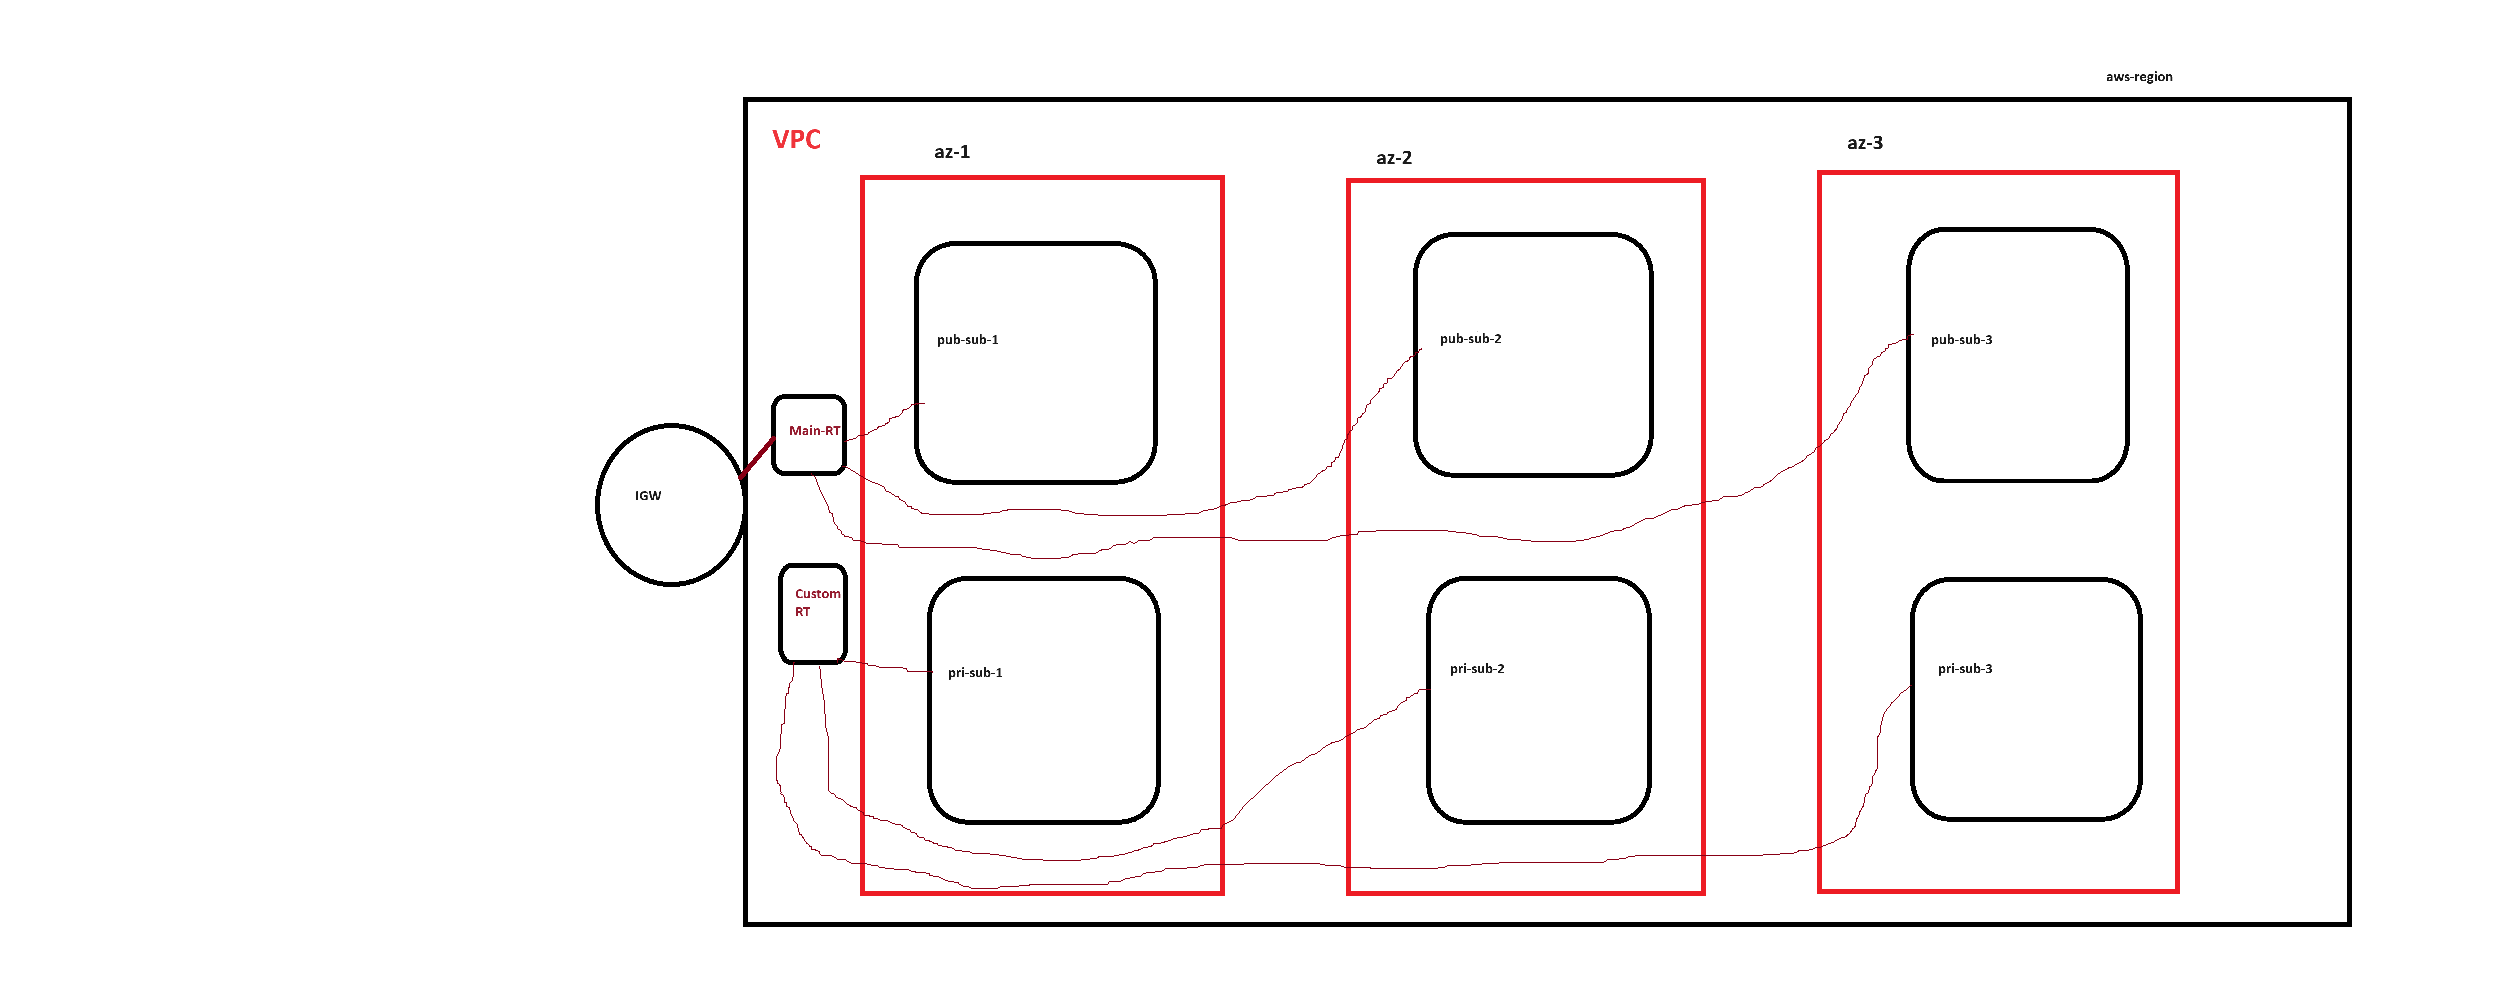 aws-region
VPC
az-1
az-2
az-3
pub-sub-1
pub-sub-2
pub-sub-3
Main-RT
IGW
Custom
RT
pri-sub-1
pri-sub-2
pri-sub-3